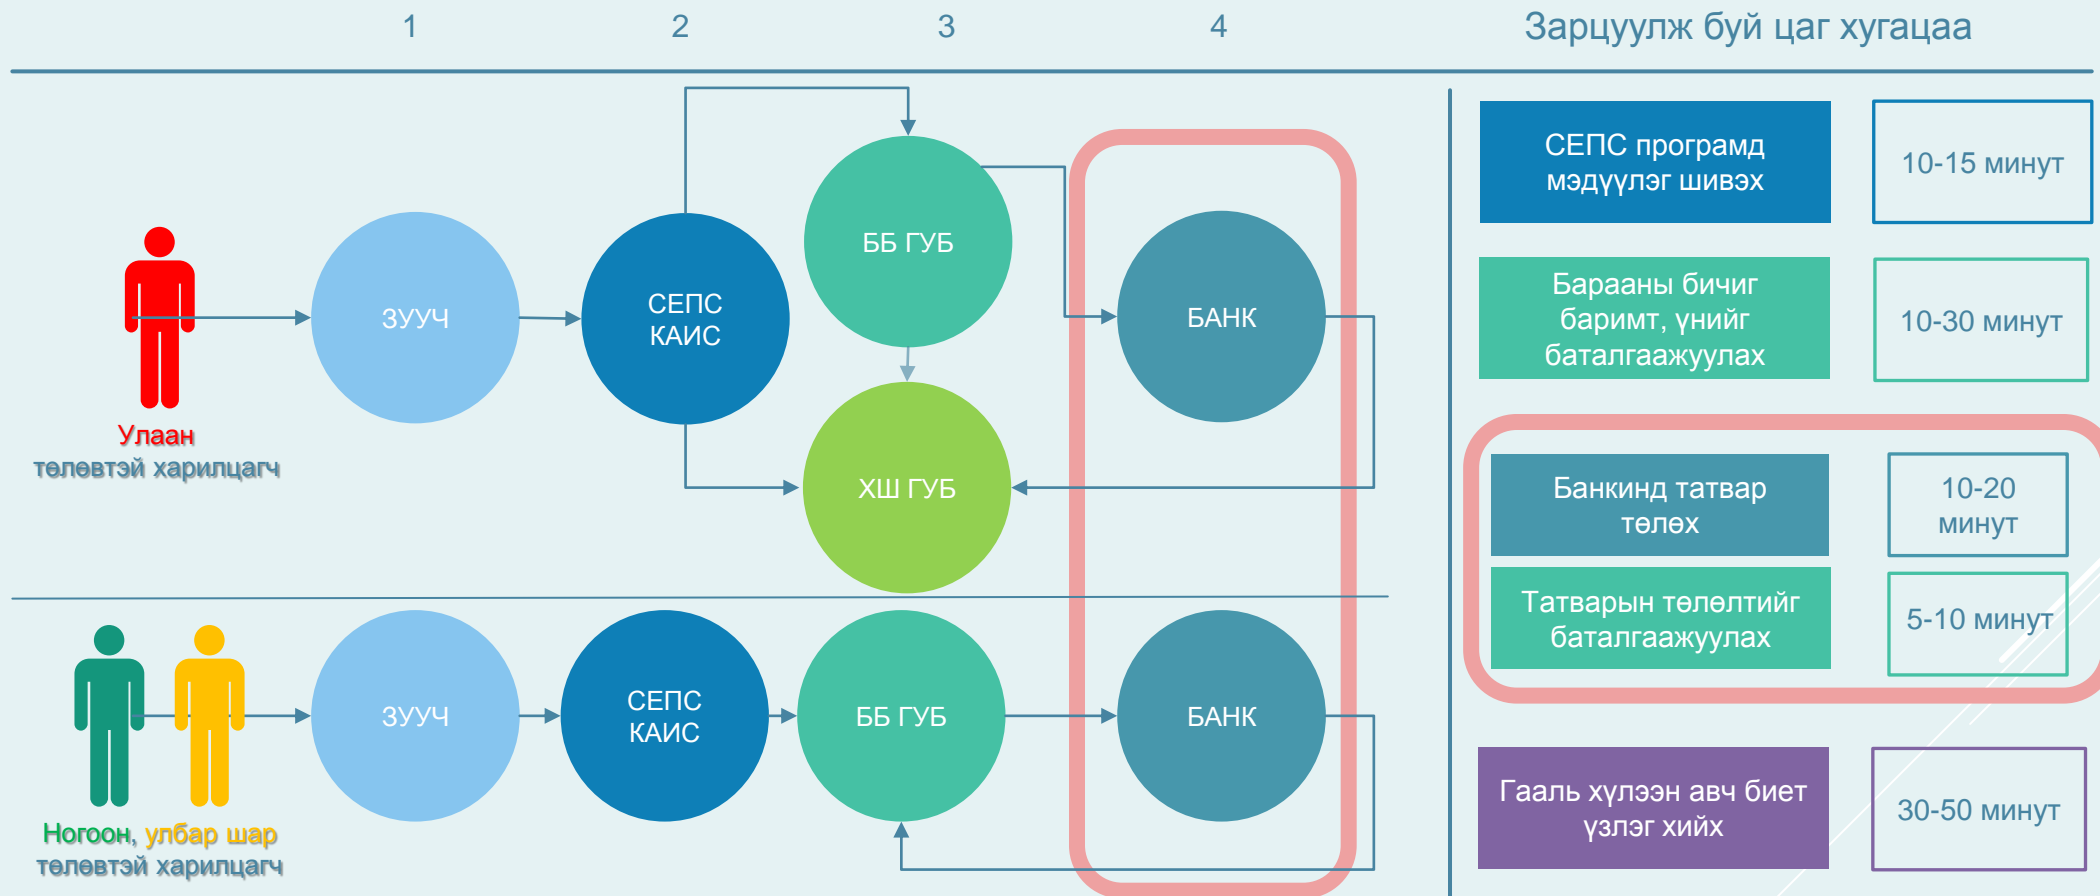 1 2 3 4 Зарцуулж буй цаг хугацаа
ЗУУЧ
СЕПС
КАИС
ББ ГУБ
ХШ ГУБ
БАНК
Улаан
төлөвтэй харилцагч
ЗУУЧ
СЕПС
КАИС
ББ ГУБ
БАНК
Ногоон, улбар шар
төлөвтэй харилцагч
СЕПС програмд
мэдүүлэг шивэх
10-15 минут
Барааны бичиг
баримт, үнийг
баталгаажуулах
10-30 минут
Банкинд татвар
төлөх
10-20
минут
Татварын төлөлтийг
баталгаажуулах
5-10 минут
Гааль хүлээн авч биет
үзлэг хийх
30-50 минут